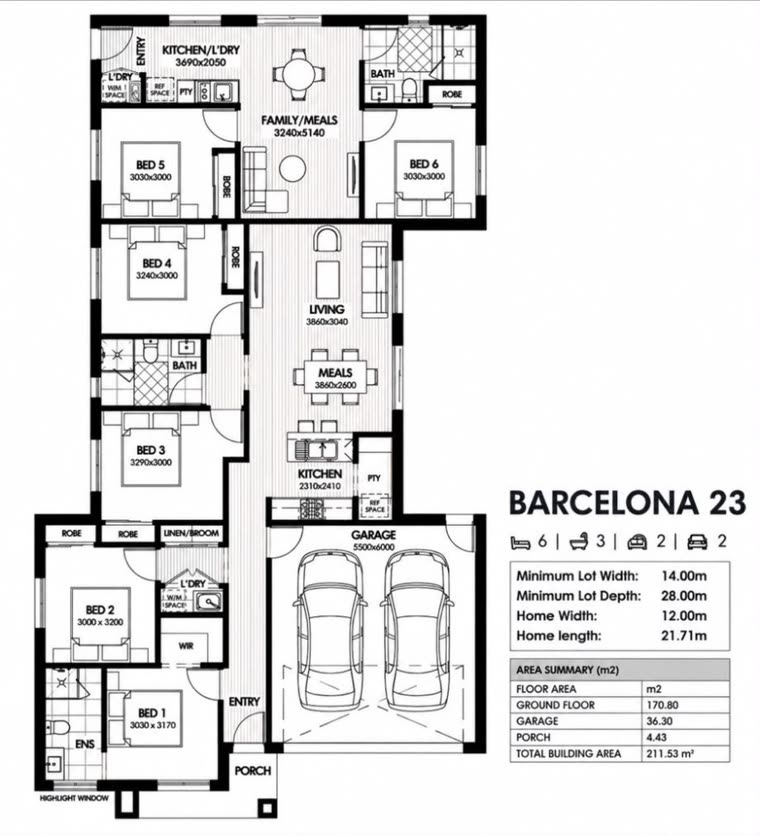 ENTRY
KITCHEN/L'DRY
3690x2050
L'DRY
W/M
SPACE
REF
SPACE
PTY
BATH
ROBE
FAMILY/MEALS
3240x5140
BED 5
3030x3000
ROBE
BED 6
3030x3000
BED 4
3240x3000
ROBE
LIVING
3860x3040
BATH
MEALS
3860x2600
BED 3
3290x3000
KITCHEN
2310x2410
PTY
REF
SPACE
ROBE
ROBE
LINEN/BROOM
GARAGE
5500x6000
L'DRY
W/M
SPACE
BED 2
3000 x 3200
WIR
BED 1
3030 x 3170
ENS
ENTRY
PORCH
HIGHLIGHT WINDOW
BARCELONA 23
6 | 3 | 2 | 2
Minimum Lot Width: 14.00m
Minimum Lot Depth: 28.00m
Home Width: 12.00m
Home length: 21.71m
AREA SUMMARY (m2)
FLOOR AREA m2
GROUND FLOOR 170.80
GARAGE 36.30
PORCH 4.43
TOTAL BUILDING AREA 211.53 m²